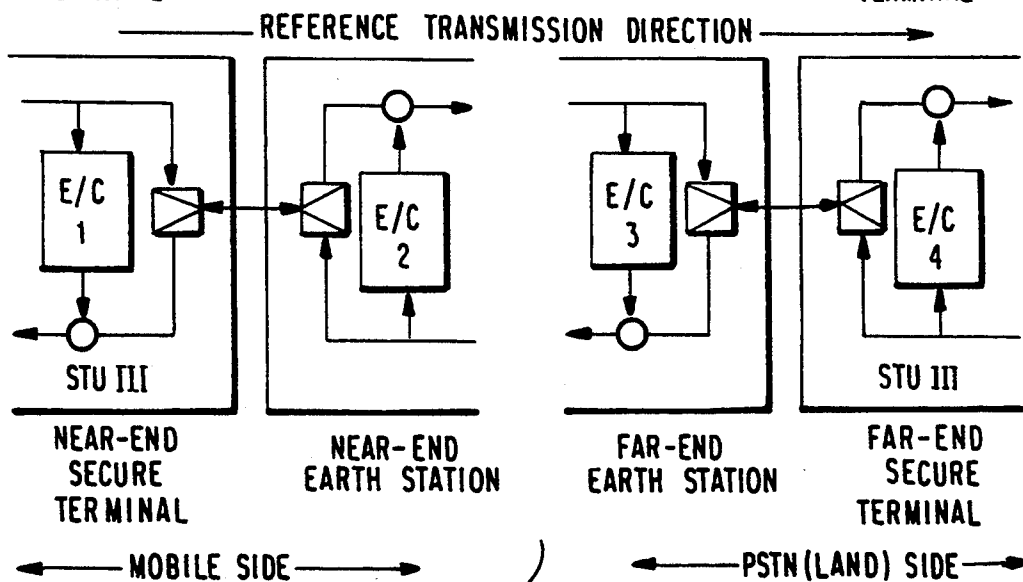 REFERENCE TRANSMISSION DIRECTION
E/C
1
E/C
2
E/C
3
E/C
4
STU III
STU III
NEAR-END
SECURE
TERMINAL
NEAR-END
EARTH STATION
FAR-END
EARTH STATION
FAR-END
SECURE
TERMINAL
MOBILE SIDE
PSTN (LAND) SIDE